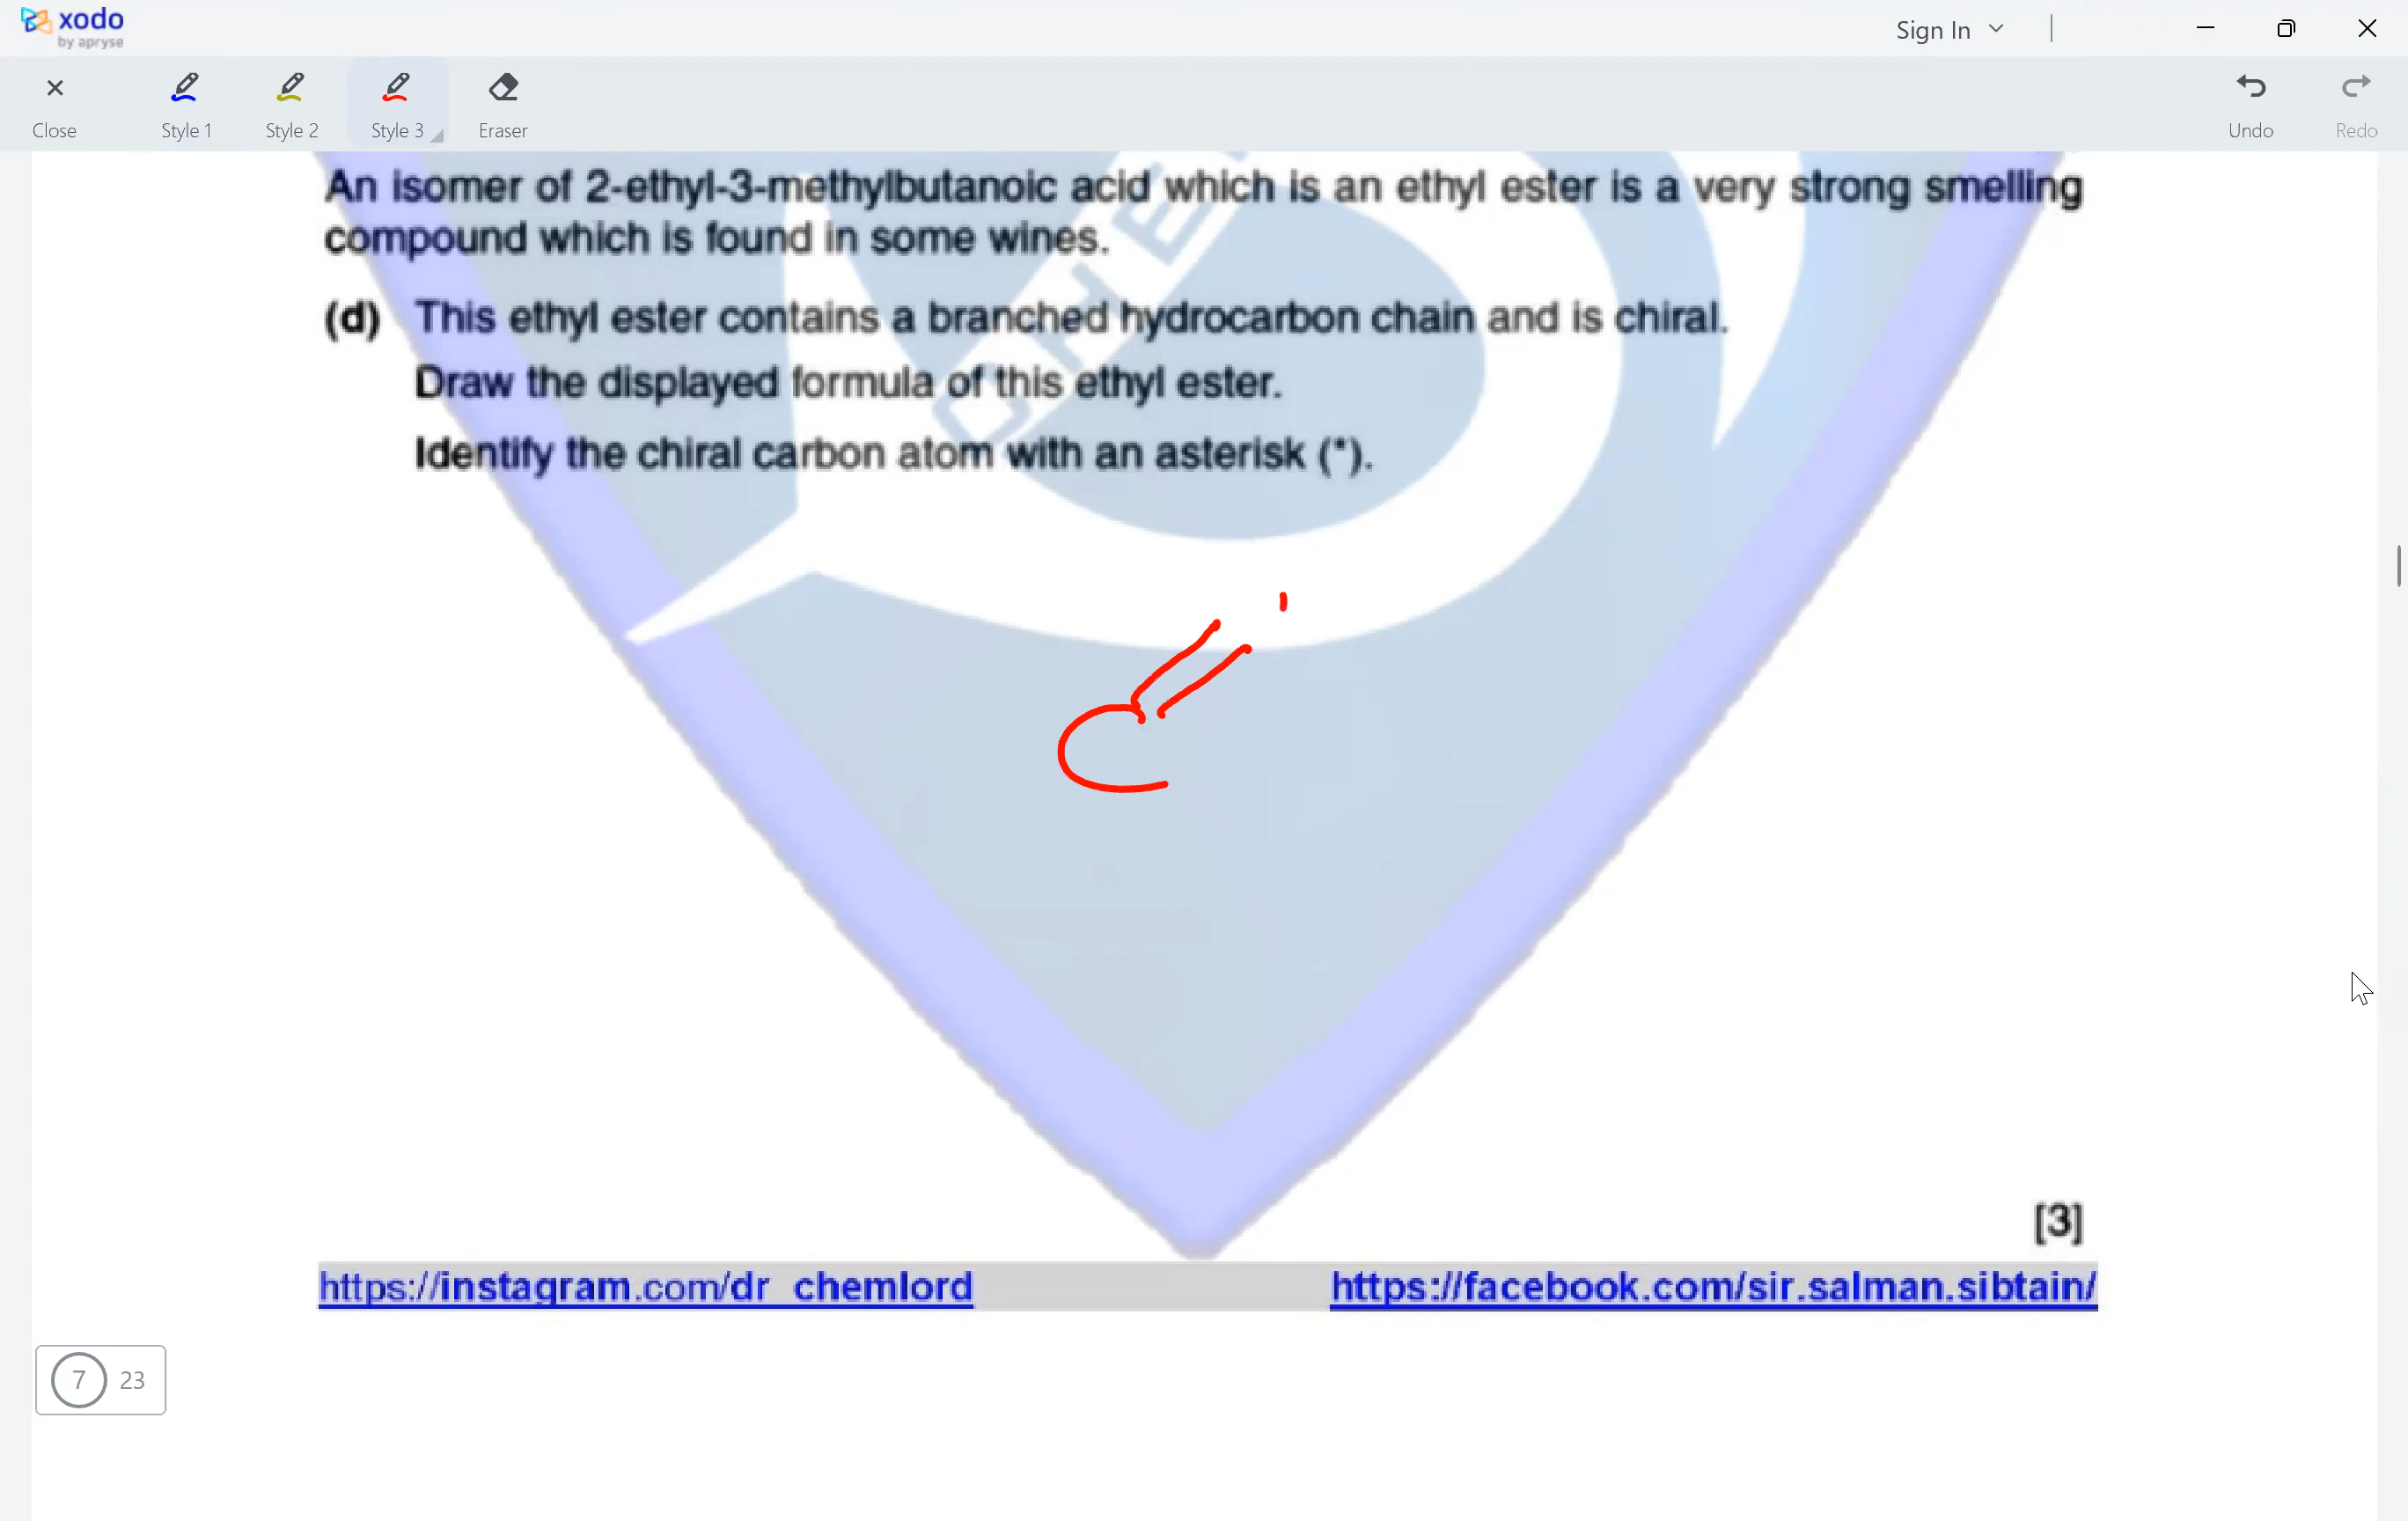 xodo
by apryse
Sign In
Close
Style 1
Style 2
Style 3
Eraser
Undo
Redo
An isomer of 2-ethyl-3-methylbutanoic acid which is an ethyl ester is a very strong smelling
compound which is found in some wines.
(d) This ethyl ester contains a branched hydrocarbon chain and is chiral.
Draw the displayed formula of this ethyl ester.
Identify the chiral carbon atom with an asterisk (*).
C
[3]
https://instagram.com/dr_chemlord
https://facebook.com/sir.salman.sibtain/
7 23